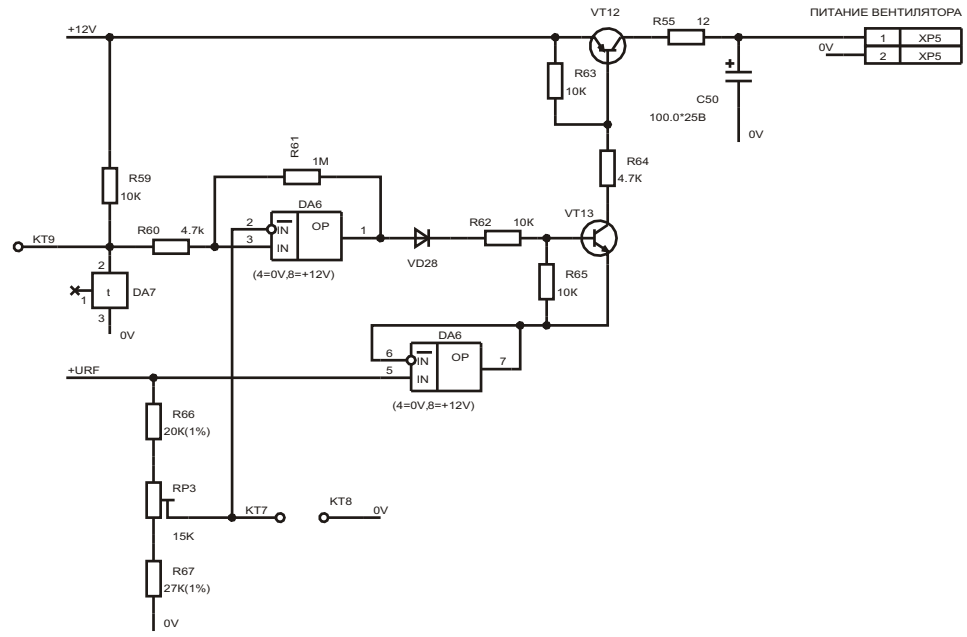 ПИТАНИЕ ВЕНТИЛЯТОРА
VT12
R55 12
+12V
1 XP5
0V
2 XP5
R63
10K
C50
100.0*25В
0V
R61
1M
R64
4.7K
R59
10K
DA6
VT13
R60 4.7k
2 IN OP
3 IN
1
R62 10K
KT9
VD28
(4=0V,8=+12V)
2
t DA7
1
3
0V
R65
10K
DA6
6 IN OP
7
5 IN
+URF
(4=0V,8=+12V)
R66
20К(1%)
RP3
15K
KT7
KT8
0V
R67
27К(1%)
0V